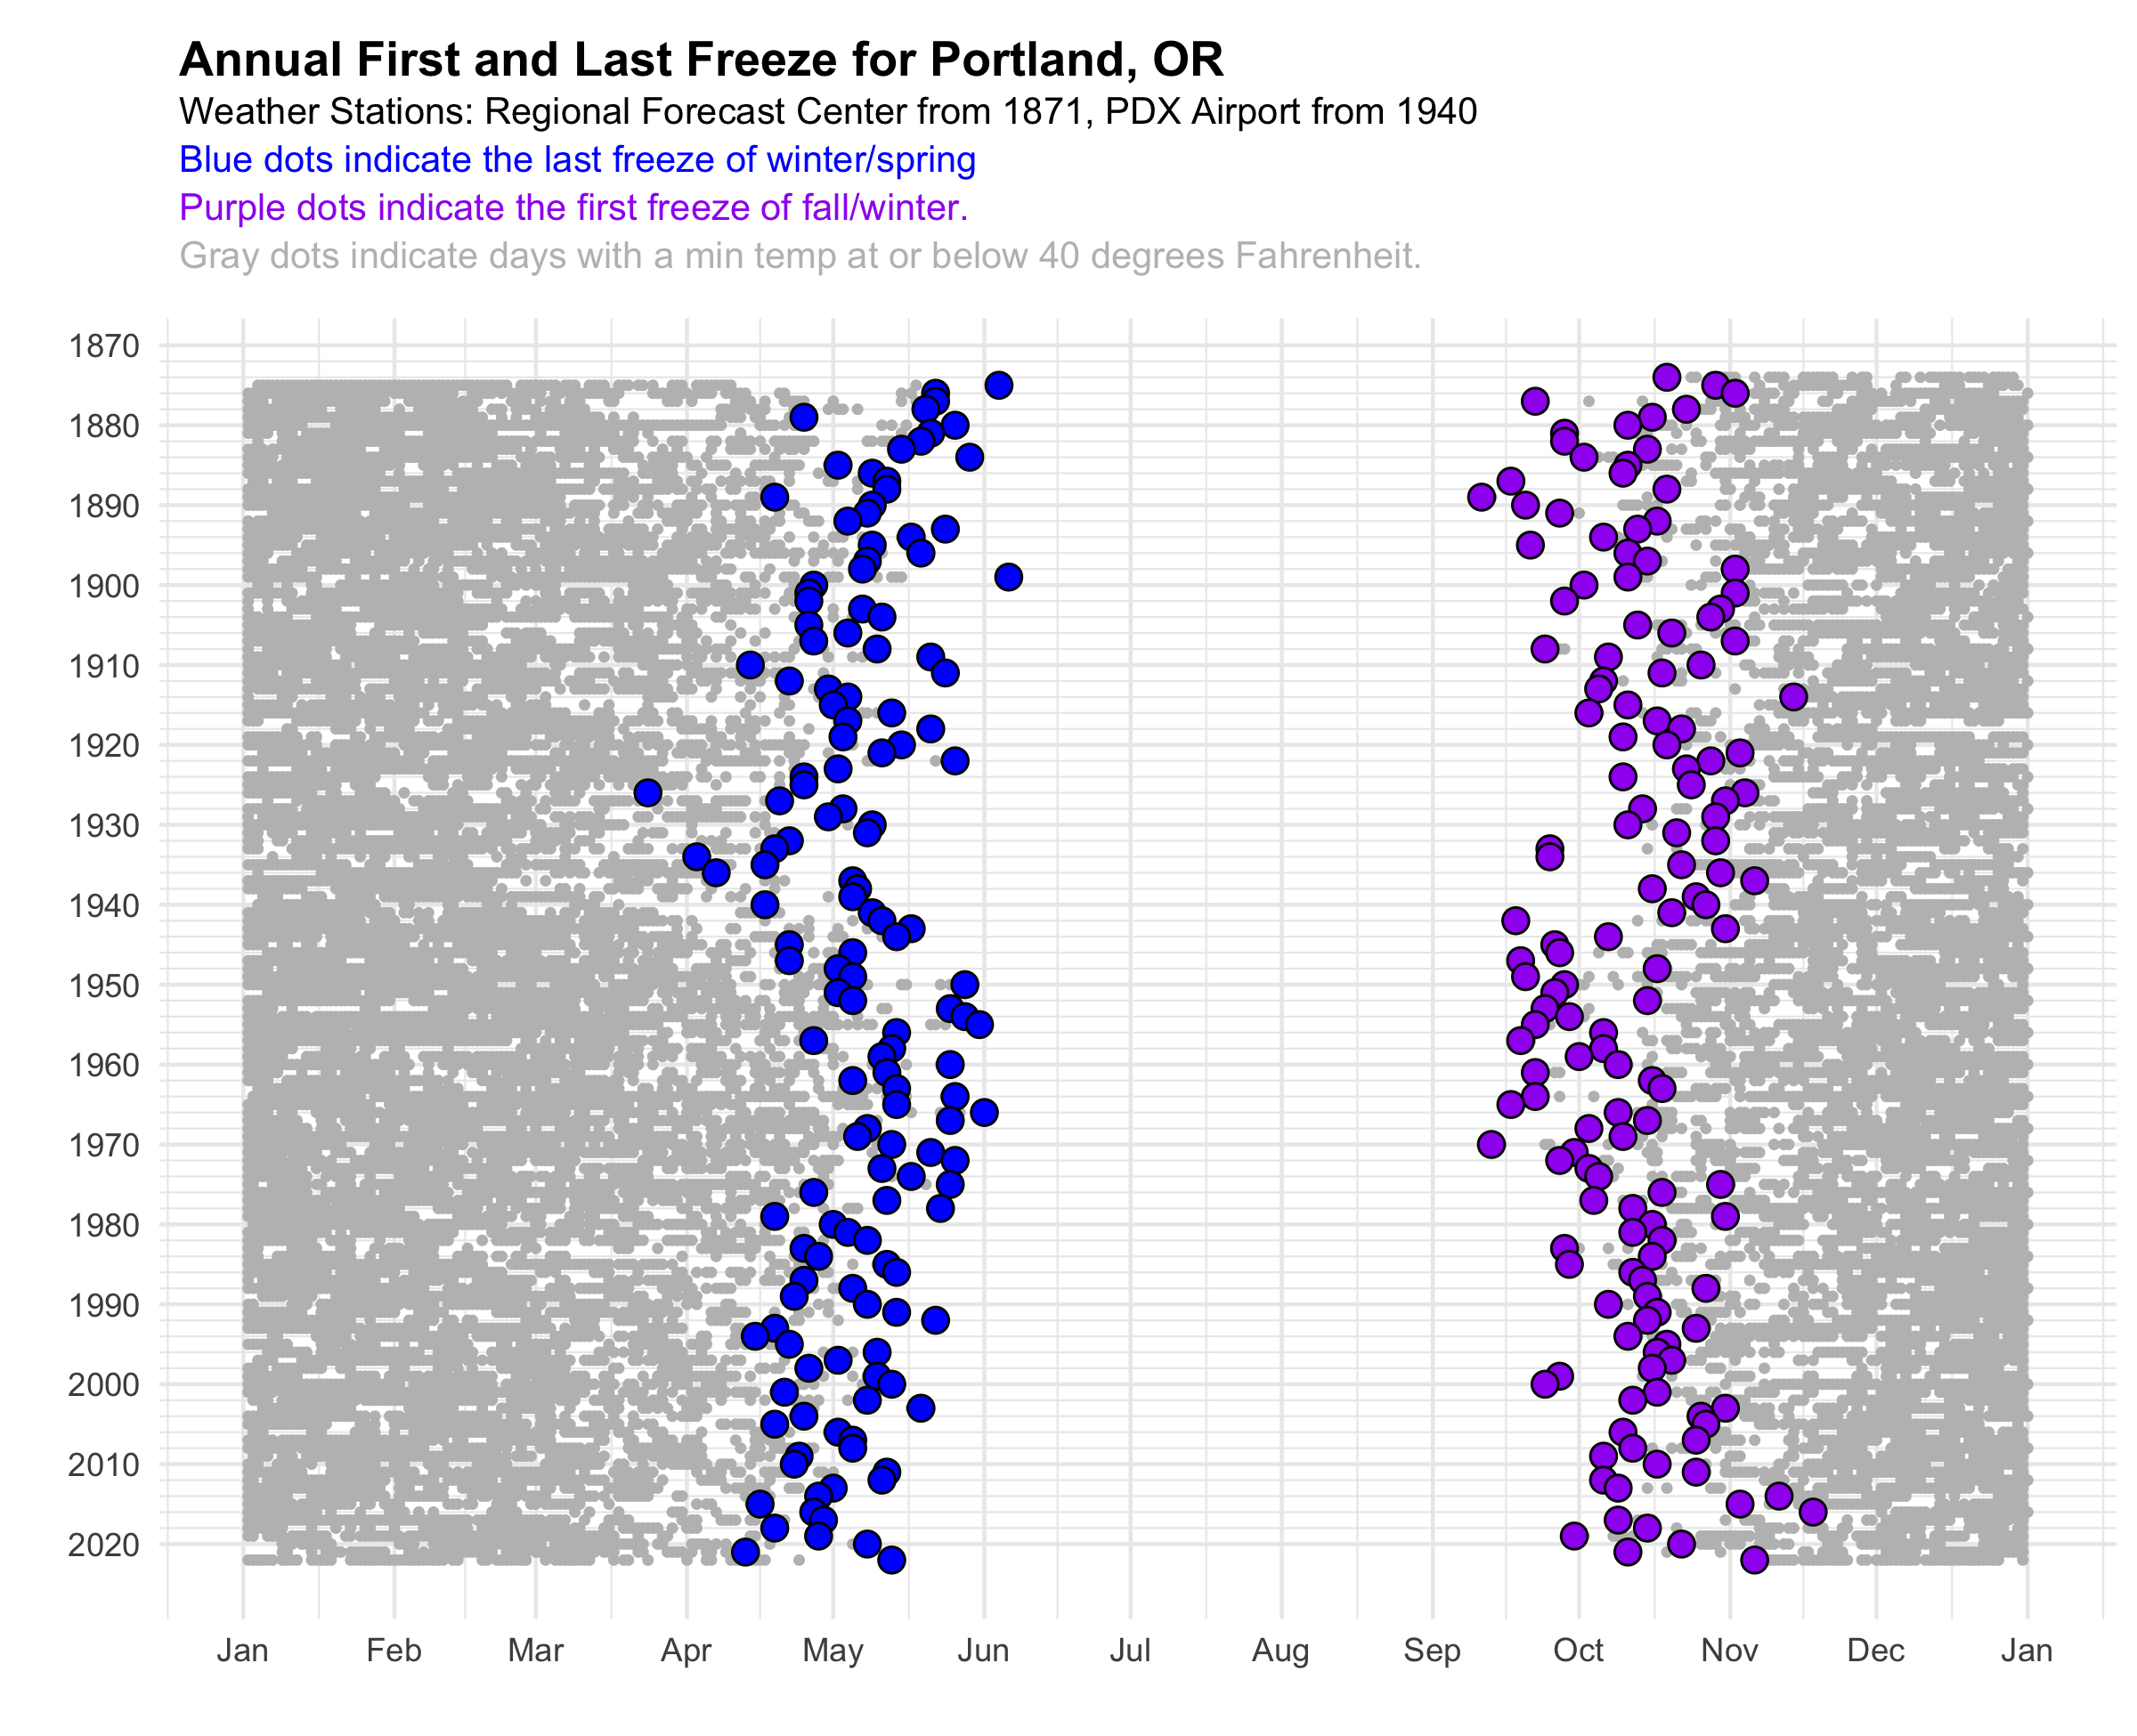 Annual First and Last Freeze for Portland, OR
Weather Stations: Regional Forecast Center from 1871, PDX Airport from 1940
Blue dots indicate the last freeze of winter/spring
Purple dots indicate the first freeze of fall/winter.
Gray dots indicate days with a min temp at or below 40 degrees Fahrenheit.
1870
1880
1890
1900
1910
1920
1930
1940
1950
1960
1970
1980
1990
2000
2010
2020
Jan Feb Mar Apr May Jun Jul Aug Sep Oct Nov Dec Jan